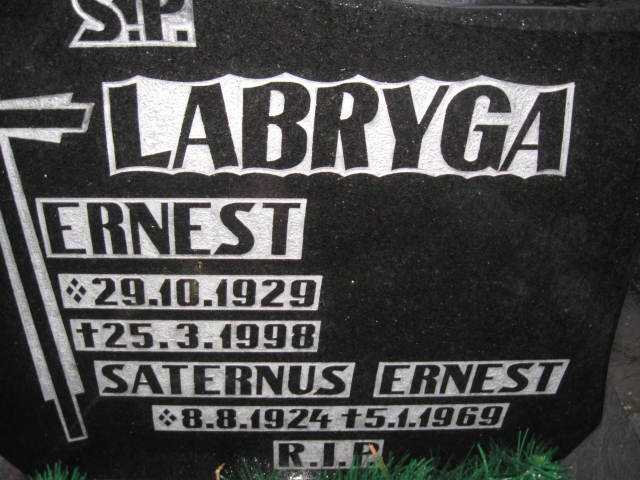 S.P.
LABRYGA
ERNEST
29.10.1929
†25.3.1998
SATERNUS ERNEST
8.8.1924 †5.1.1969
R.I.P.